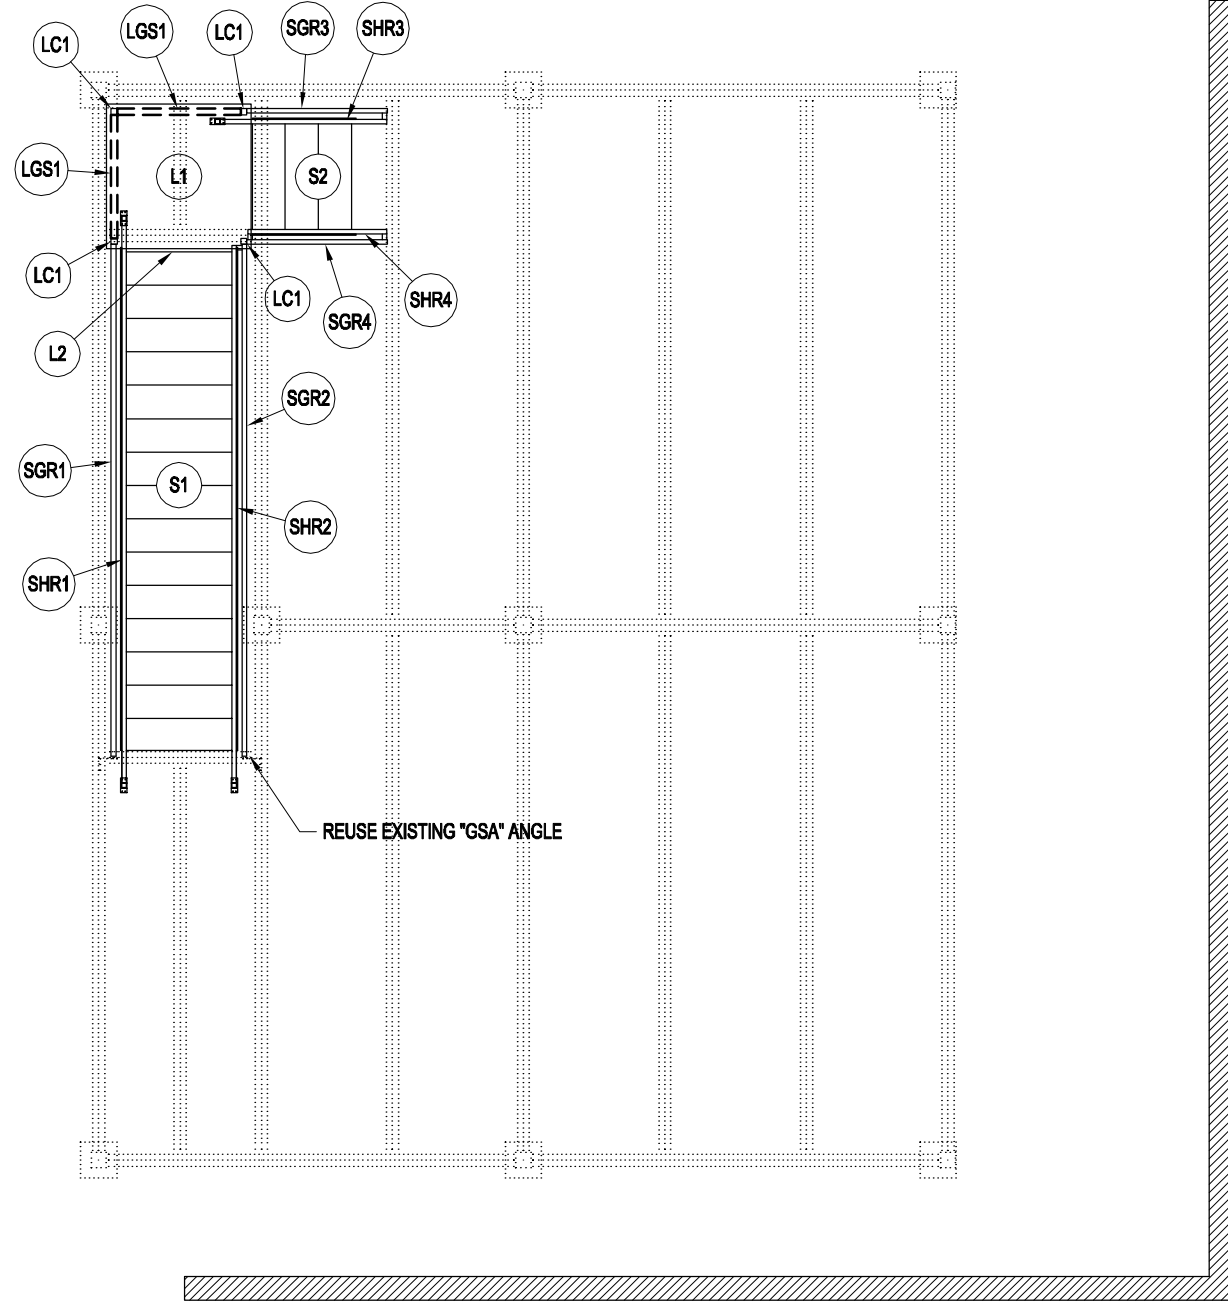 LC1
LGS1
LC1
SGR3
SHR3
LGS1
L1
S2
LC1
LC1
SHR4
SGR4
L2
SGR2
SGR1
S1
SHR2
SHR1
REUSE EXISTING "GSA" ANGLE